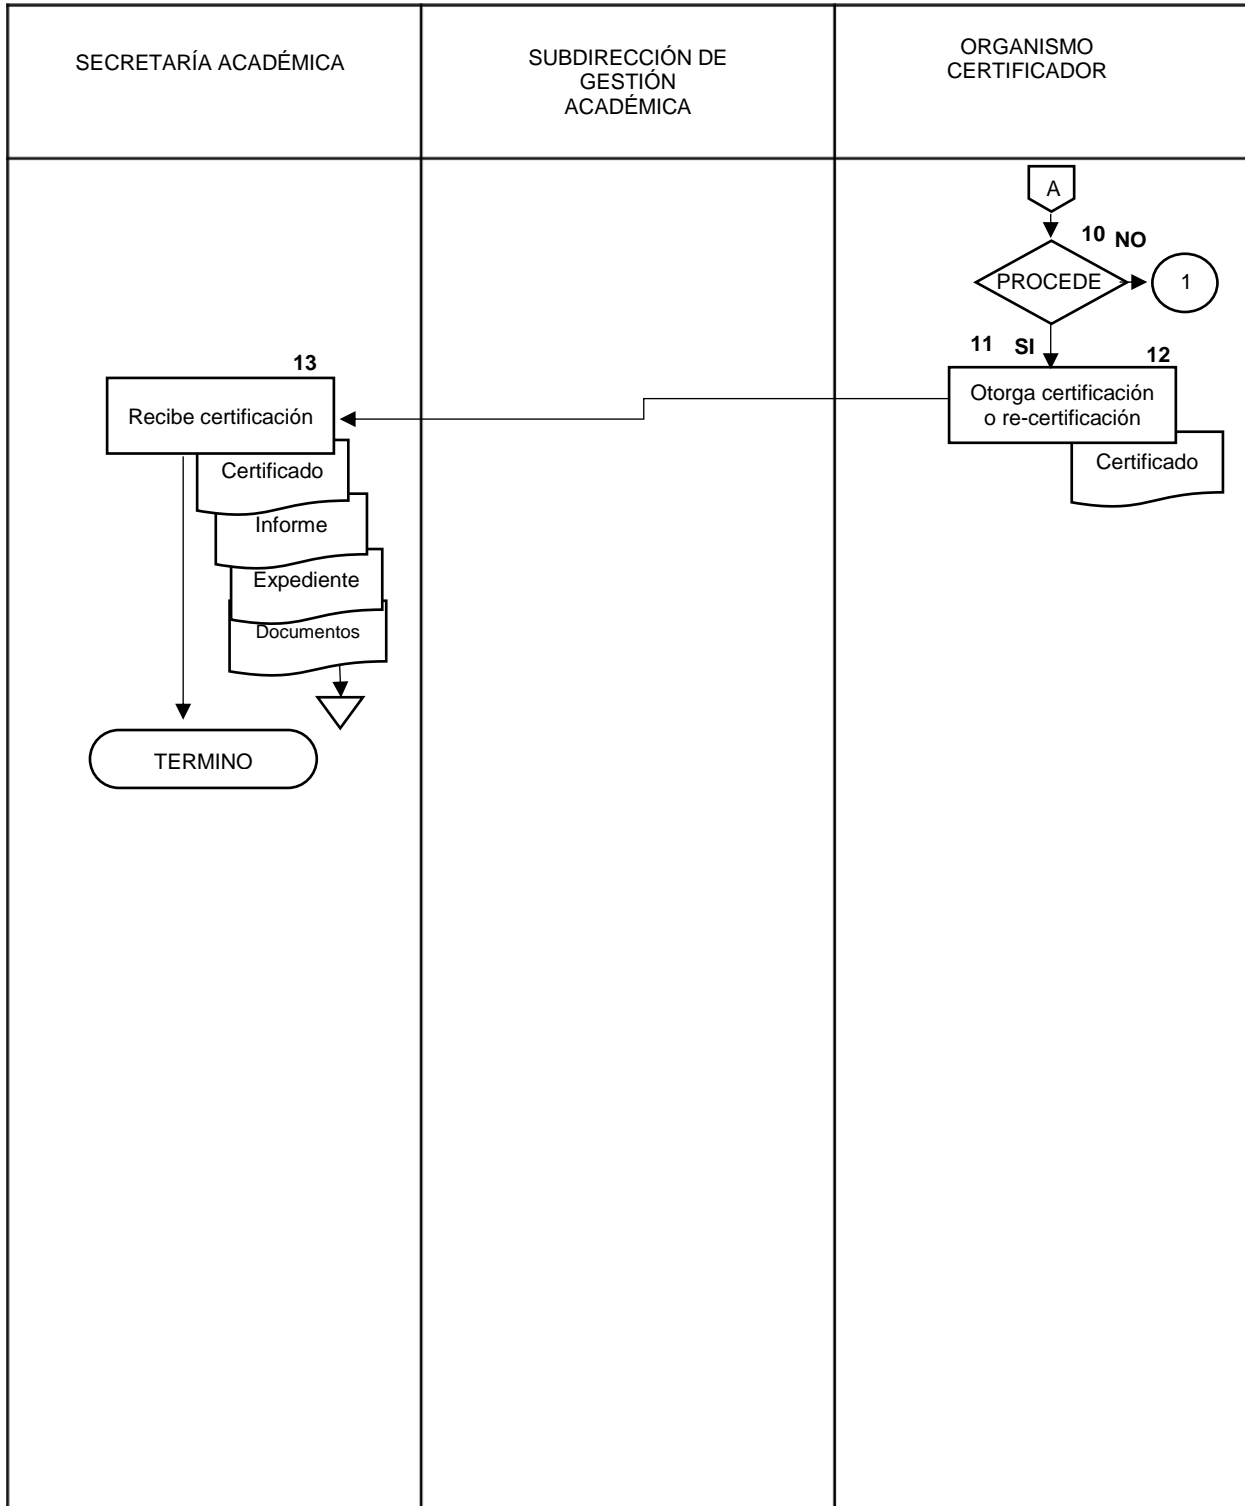 SECRETARÍA ACADÉMICA
SUBDIRECCIÓN DE
GESTIÓN
ACADÉMICA
ORGANISMO
CERTIFICADOR
A
10 NO
PROCEDE
1
11 SI
12
Otorga certificación
o re-certificación
Certificado
13
Recibe certificación
Certificado
Informe
Expediente
Documentos
TERMINO